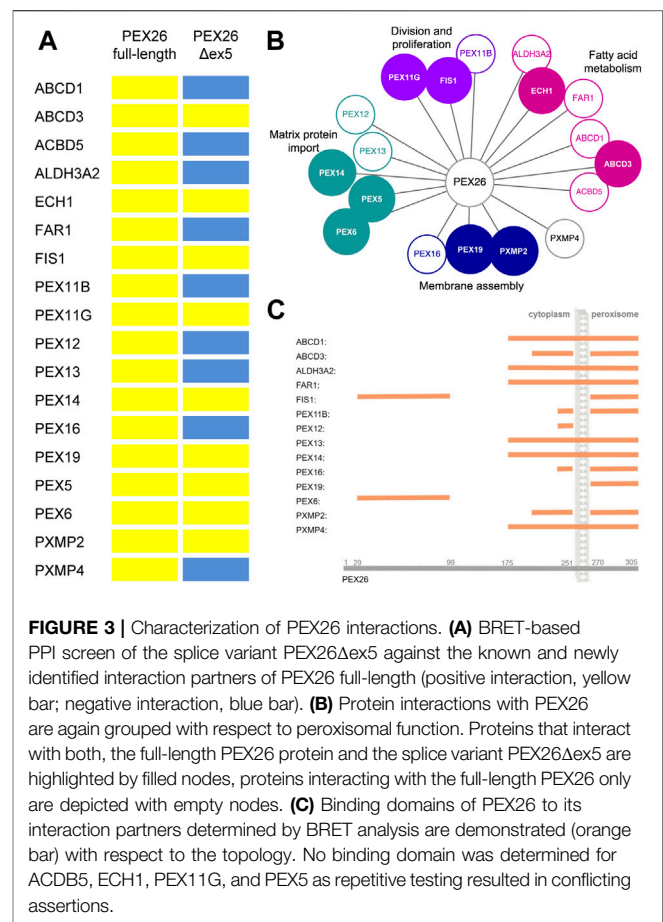 A
PEX26 full-length
PEX26 Δex5
ABCD1
ABCD3
ACBD5
ALDH3A2
ECH1
FAR1
FIS1
PEX11B
PEX11G
PEX12
PEX13
PEX14
PEX16
PEX19
PEX5
PEX6
PXMP2
PXMP4
B
Division and
proliferation
PEX11B
PEX11G
FIS1
ALDH3A2
Fatty acid
metabolism
ECH1
FAR1
PEX12
ABCD1
Matrix protein
import
PEX13
ABCD3
PEX14
PEX26
PEX5
ACBD5
PEX6
PXMP4
PEX16
PEX19
PXMP2
Membrane assembly
C
cytoplasm
peroxisome
ABCD1:
ABCD3:
ALDH3A2:
FAR1:
FIS1:
PEX11B:
PEX12:
PEX13:
PEX14:
PEX16:
PEX19:
PEX6:
PXMP2:
PXMP4:
1 29 99 175 251 270 305
PEX26
FIGURE 3 | Characterization of PEX26 interactions. (A) BRET-based
PPI screen of the splice variant PEX26Δex5 against the known and newly
identified interaction partners of PEX26 full-length (positive interaction, yellow
bar; negative interaction, blue bar). (B) Protein interactions with PEX26
are again grouped with respect to peroxisomal function. Proteins that interact
with both, the full-length PEX26 protein and the splice variant PEX26Δex5 are
highlighted by filled nodes, proteins interacting with the full-length PEX26 only
are depicted with empty nodes. (C) Binding domains of PEX26 to its
interaction partners determined by BRET analysis are demonstrated (orange
bar) with respect to the topology. No binding domain was determined for
ACDB5, ECH1, PEX11G, and PEX5 as repetitive testing resulted in conflicting
assertions.